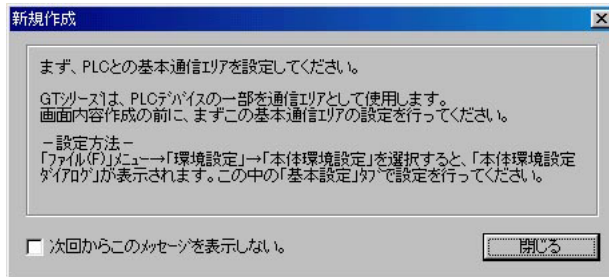 新規作成
まず、PLCとの基本通信ｴﾘｱを設定してください。
GTｼﾘｰｽﾞは、PLCﾃﾞﾊﾞｲｽの一部を通信ｴﾘｱとして使用します。
画面内容作成の前に、まずこの基本通信ｴﾘｱの設定を行ってください。
－設定方法－
｢ﾌｧｲﾙ(F)｣ﾒﾆｭｰ→｢環境設定｣→｢本体環境設定｣を選択すると、｢本体環境設定
ﾀﾞｲｱﾛｸﾞ｣が表示されます。この中の｢基本設定｣ﾀﾌﾞで設定を行ってください。
次回からこのﾒｯｾｰｼﾞを表示しない。
閉じる